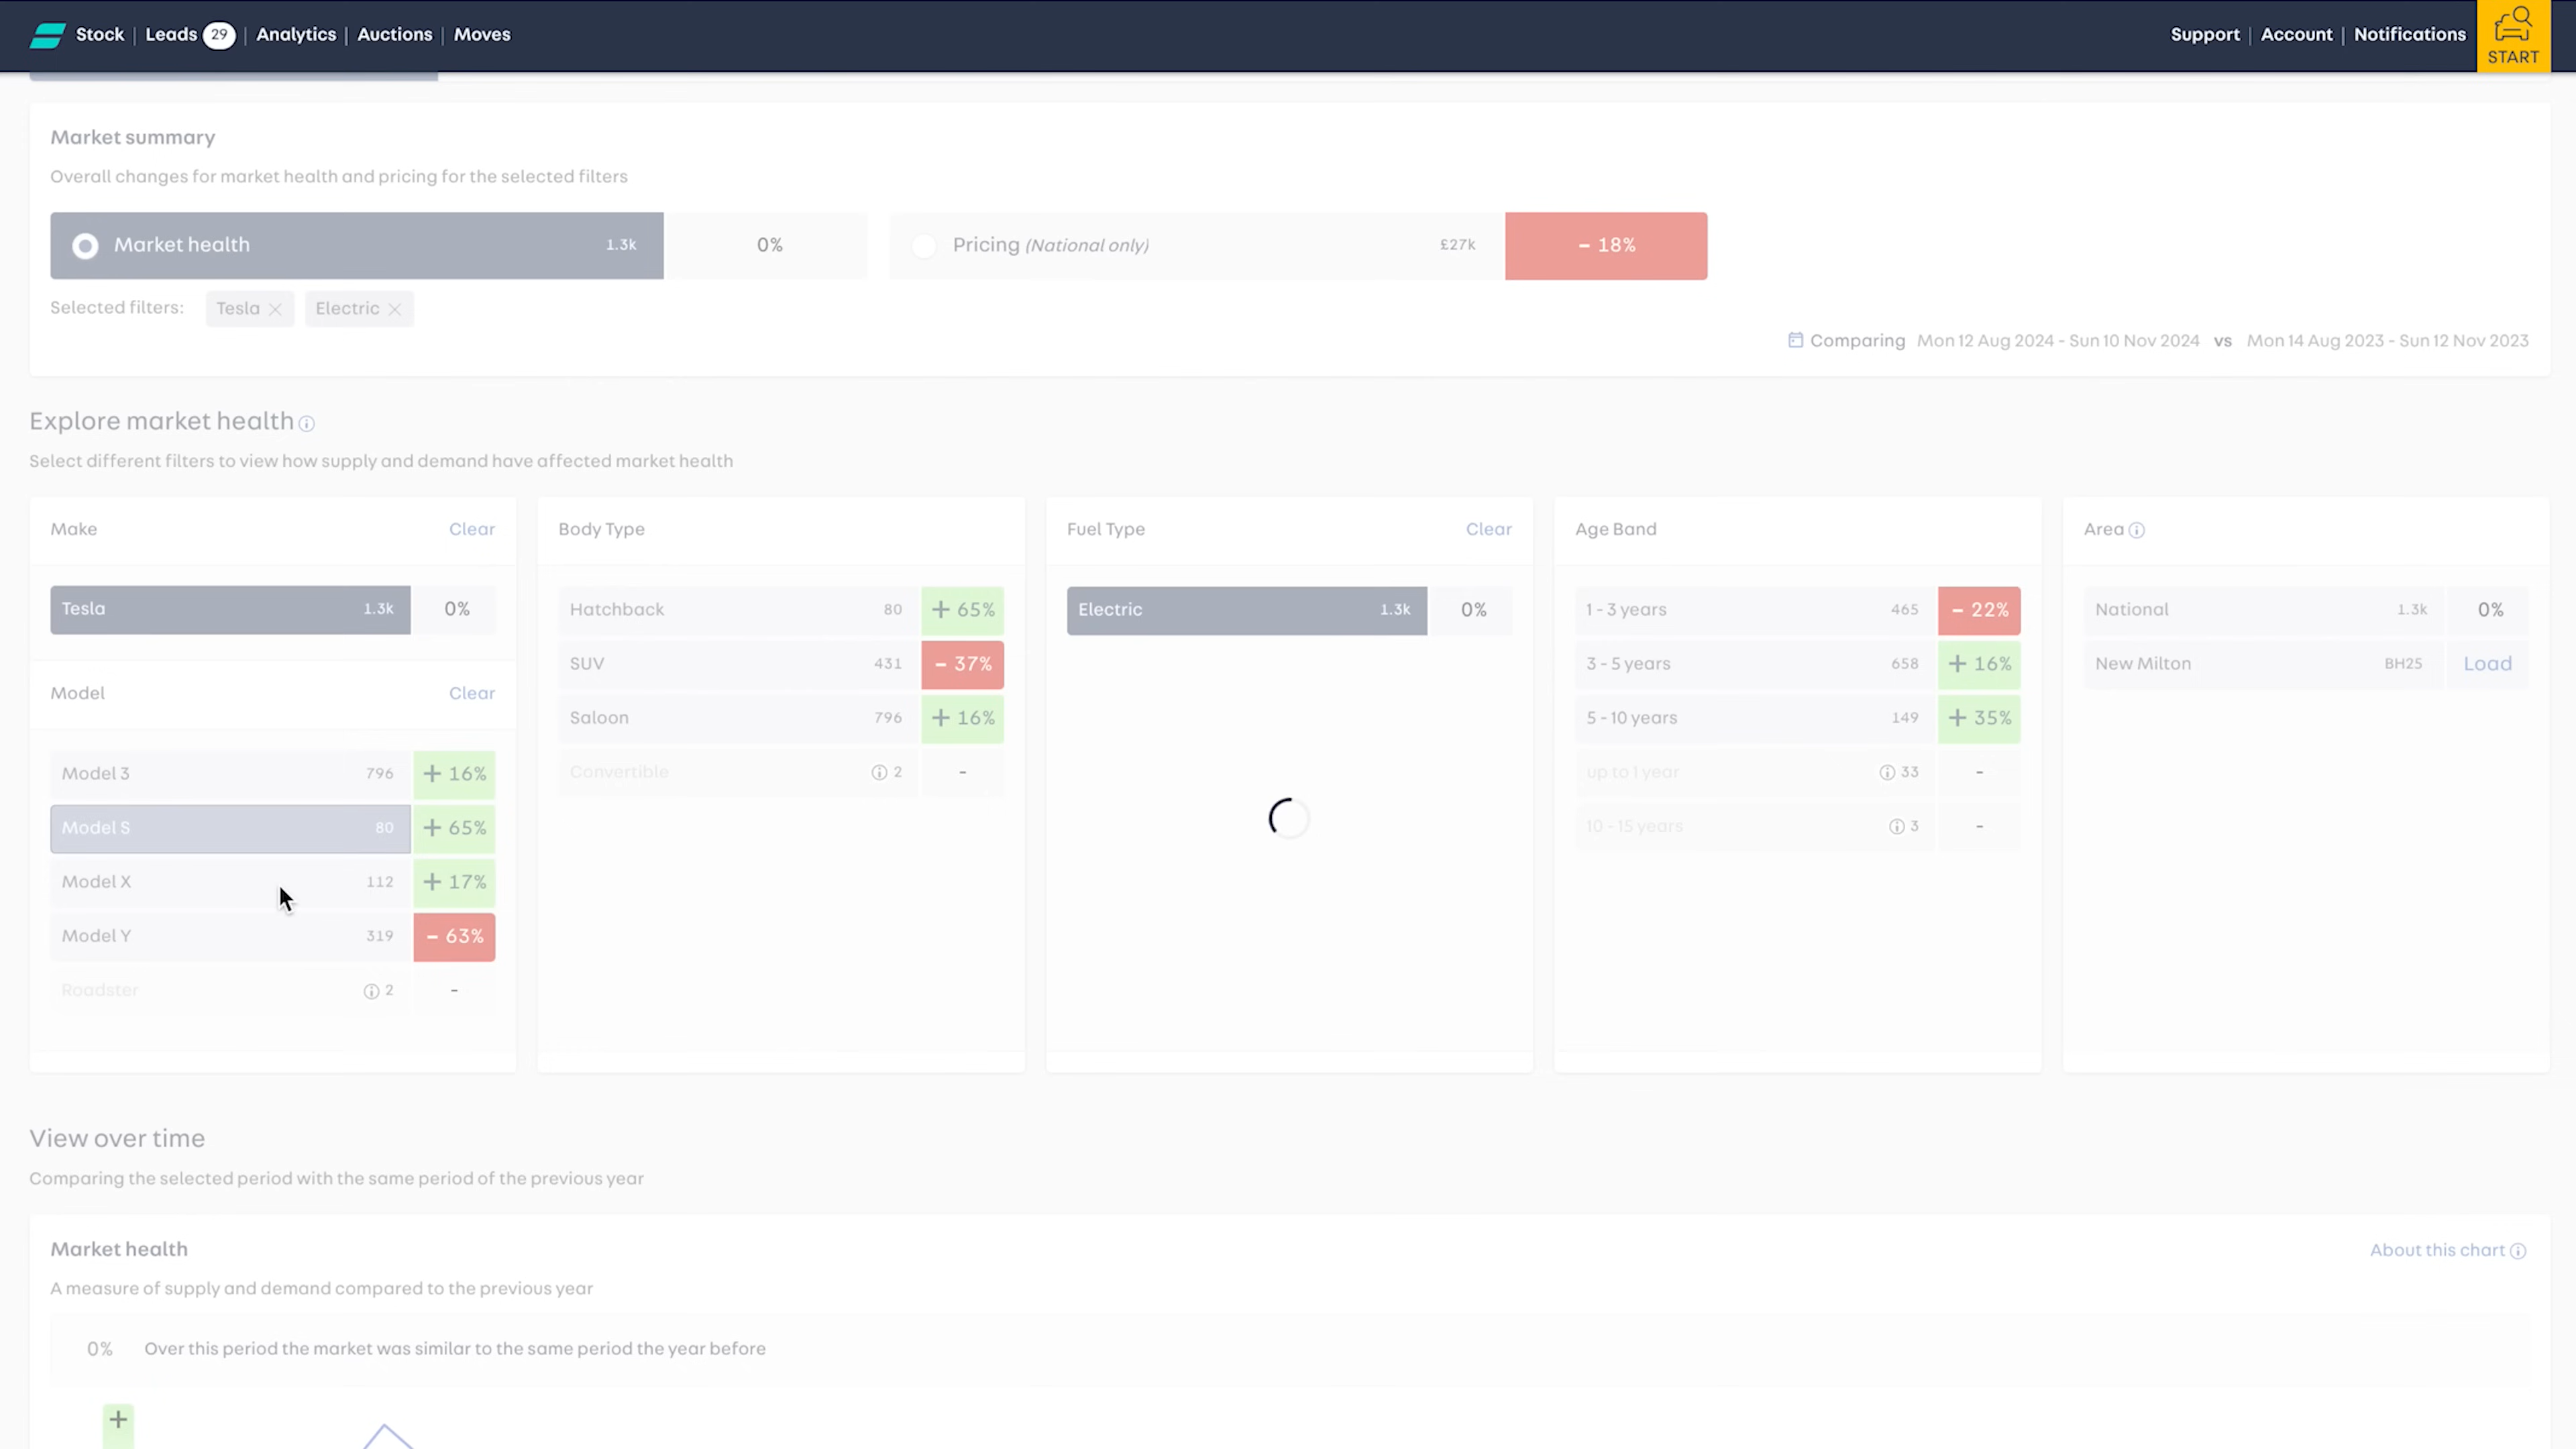 Stock | Leads 29 | Analytics | Auctions | Moves
Support | Account | Notifications
START
Market summary
Overall changes for market health and pricing for the selected filters
Market health 1.3k 0%
Pricing (National only) £27k – 18%
Selected filters: Tesla Electric
Comparing Mon 12 Aug 2024 - Sun 10 Nov 2024 vs Mon 14 Aug 2023 - Sun 12 Nov 2023
Explore market health
Select different filters to view how supply and demand have affected market health
Make Clear
Tesla 1.3k 0%
Model Clear
Model 3 796 + 16%
Model S 80 + 65%
Model X 112 + 17%
Model Y 319 – 63%
Roadster 2 -
Body Type
Hatchback 80 + 65%
SUV 431 – 37%
Saloon 796 + 16%
Convertible 2 -
Fuel Type Clear
Electric 1.3k 0%
Age Band
1 - 3 years 465 – 22%
3 - 5 years 658 + 16%
5 - 10 years 149 + 35%
up to 1 year 33 -
10 - 15 years 3 -
Area
National 1.3k 0%
New Milton BH25 Load
View over time
Comparing the selected period with the same period of the previous year
Market health
About this chart
A measure of supply and demand compared to the previous year
0% Over this period the market was similar to the same period the year before
+